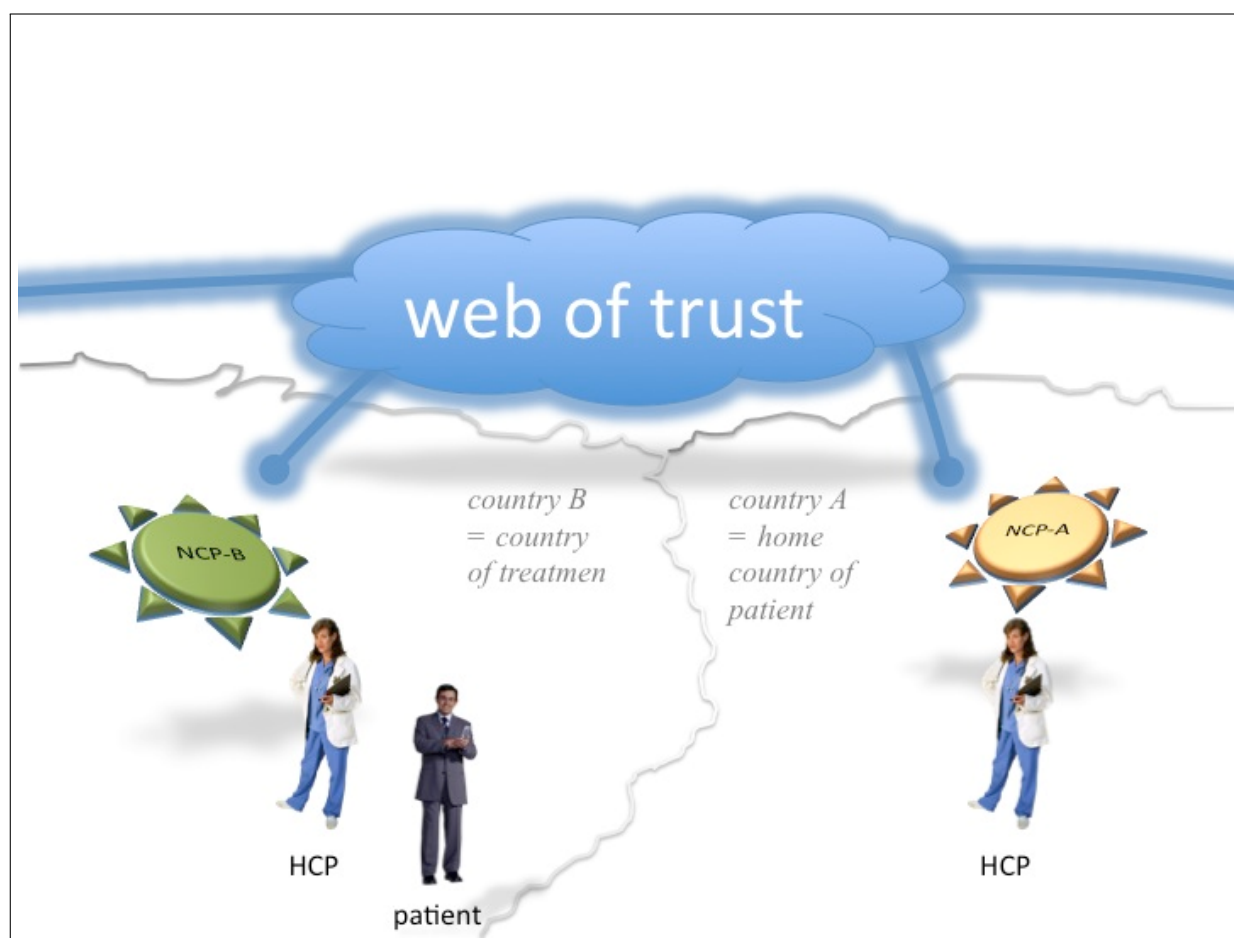 web of trust
country B
= country
of treatmen
country A
= home
country of
patient
NCP-B
NCP-A
HCP
patient
HCP